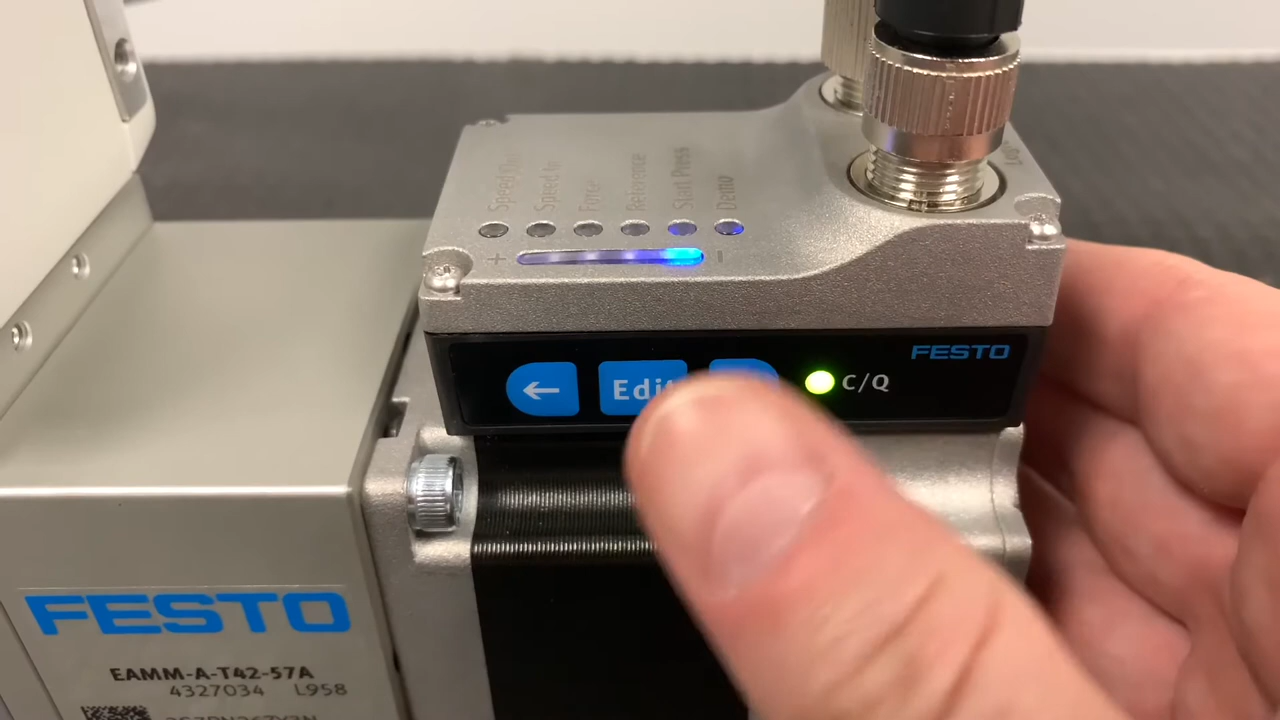 Speed Out
Speed In
Force
Reference
Start Press
Demo
+
-
FESTO
←
Edit
C/Q
FESTO
EAMM-A-T42-57A
4327034 L958